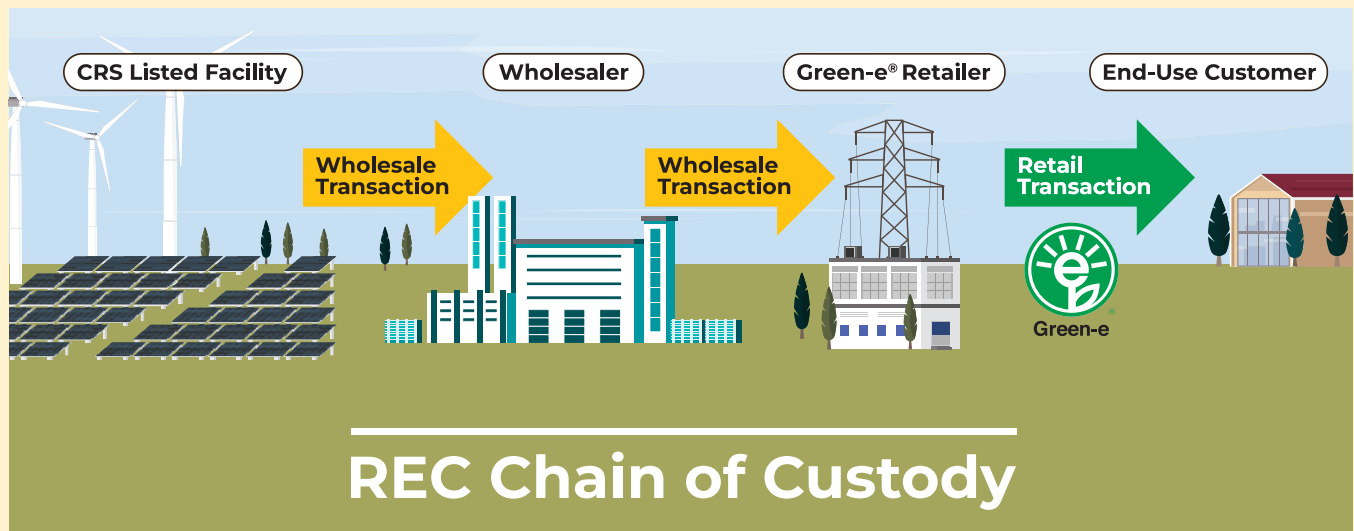 CRS Listed Facility
Wholesaler
Green-e® Retailer
End-Use Customer
Wholesale
Transaction
Wholesale
Transaction
Retail
Transaction
e
®
Green-e
REC Chain of Custody